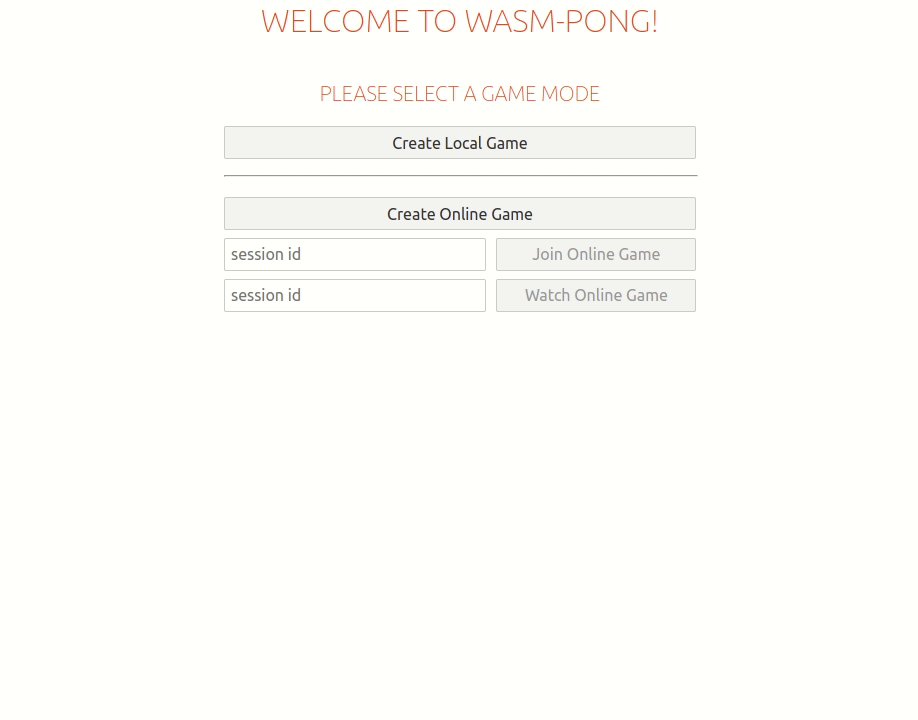 WELCOME TO WASM-PONG!
PLEASE SELECT A GAME MODE
Create Local Game
Create Online Game
session id
Join Online Game
session id
Watch Online Game